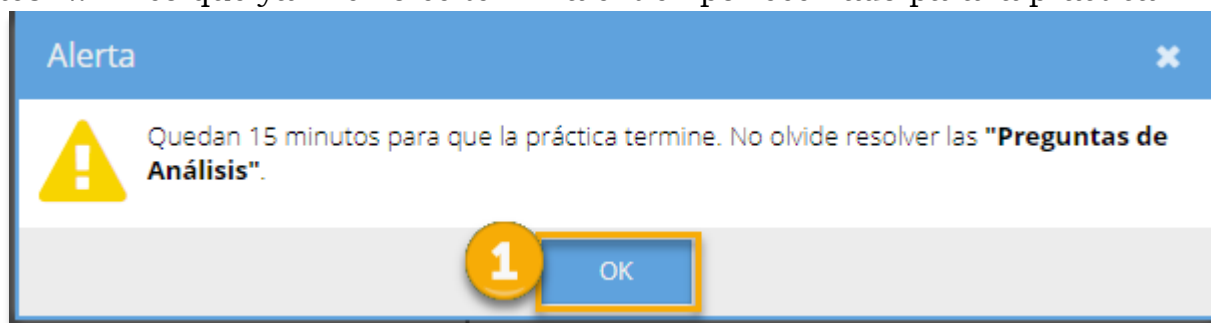 Alerta
Quedan 15 minutos para que la práctica termine. No olvide resolver las "Preguntas de
Análisis".
1
OK